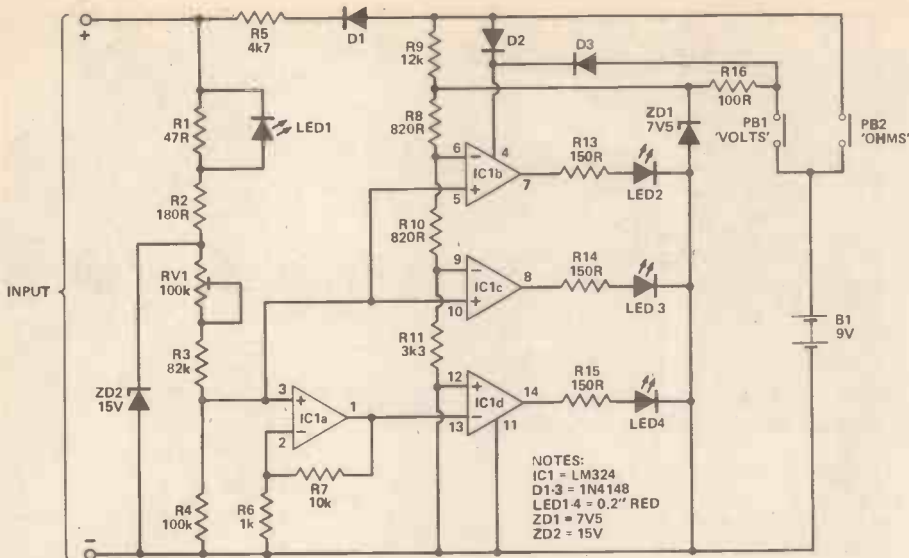 +
R5
4k7
D1
R9
12k
D2
D3
R16
100R
R1
47R
LED1
R8
820R
ZD1
7V5
PB1
'VOLTS'
PB2
'OHMS'
R2
180R
6
-
4
IC1b
7
5
+
R13
150R
LED2
INPUT
RV1
100k
R10
820R
9
-
IC1c
8
10
+
R14
150R
LED 3
R3
82k
R11
3k3
B1
9V
ZD2
15V
3
+
IC1a
1
2
-
12
+
IC1d
14
13
-
11
R15
150R
LED4
R7
10k
R4
100k
R6
1k
NOTES:
IC1 = LM324
D1-3 = 1N4148
LED1-4 = 0.2" RED
ZD1 = 7V5
ZD2 = 15V
-